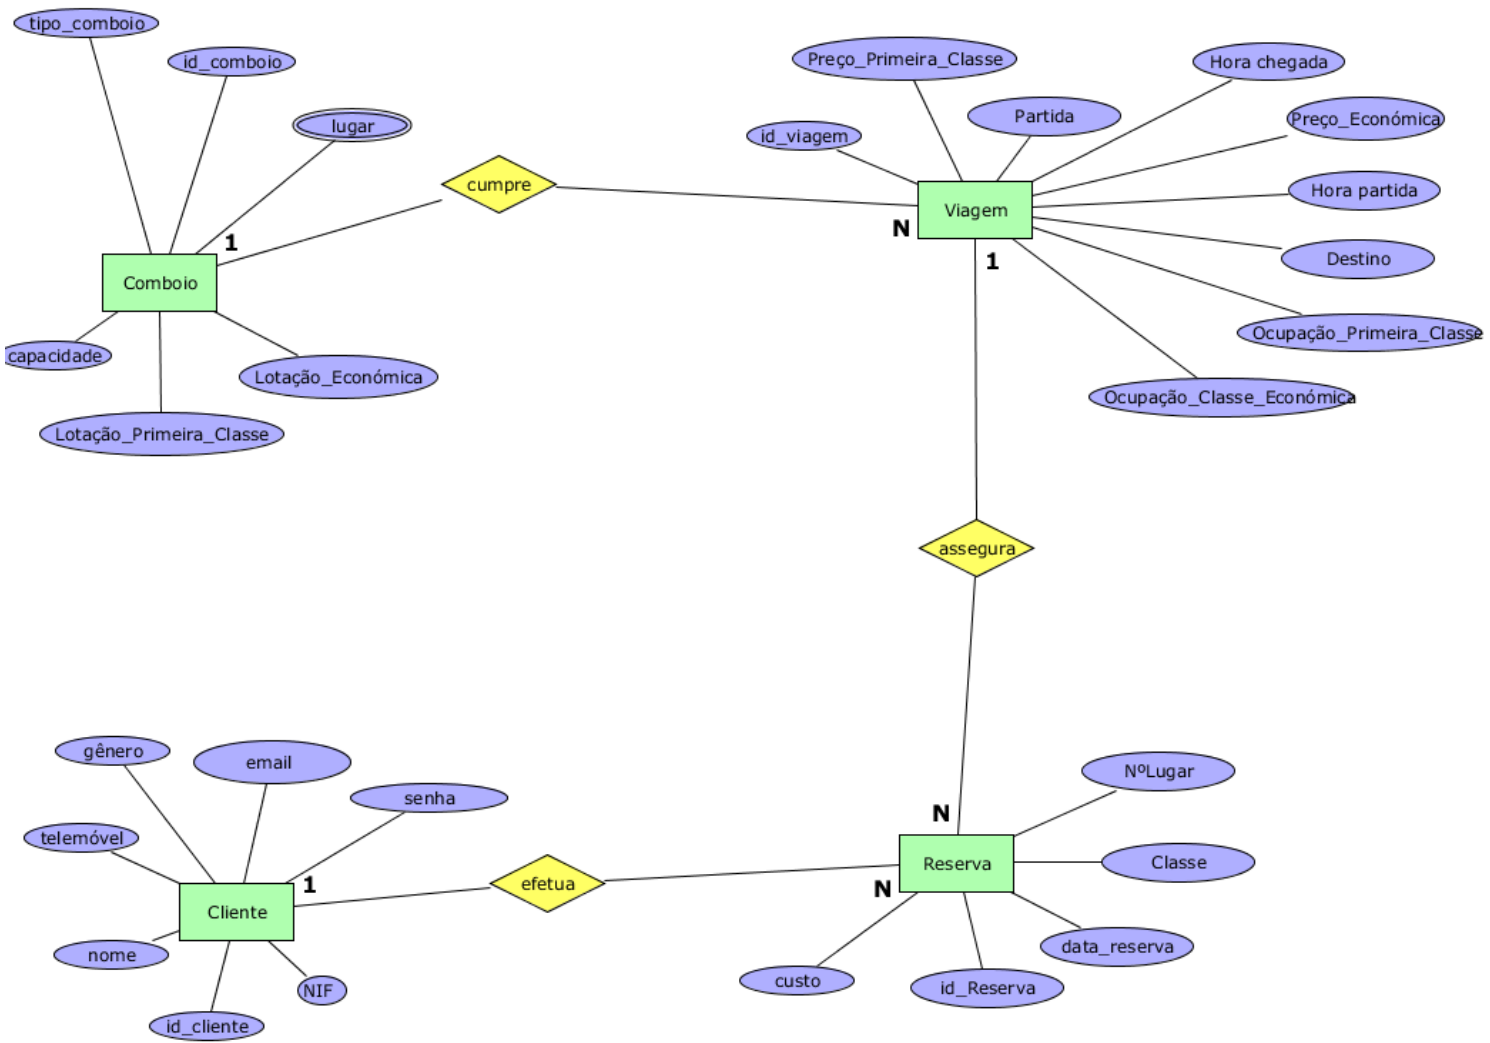 tipo_comboio
id_comboio
lugar
Preço_Primeira_Classe
Hora chegada
Partida
Preço_Económica
id_viagem
cumpre
Hora partida
Viagem
N
1
1
Destino
Comboio
capacidade
Lotação_Económica
Lotação_Primeira_Classe
Ocupação_Primeira_Classe
Ocupação_Classe_Económica
assegura
gênero
email
senha
telemóvel
NºLugar
N
Reserva
Classe
1
efetua
N
Cliente
nome
NIF
id_cliente
data_reserva
custo
id_Reserva